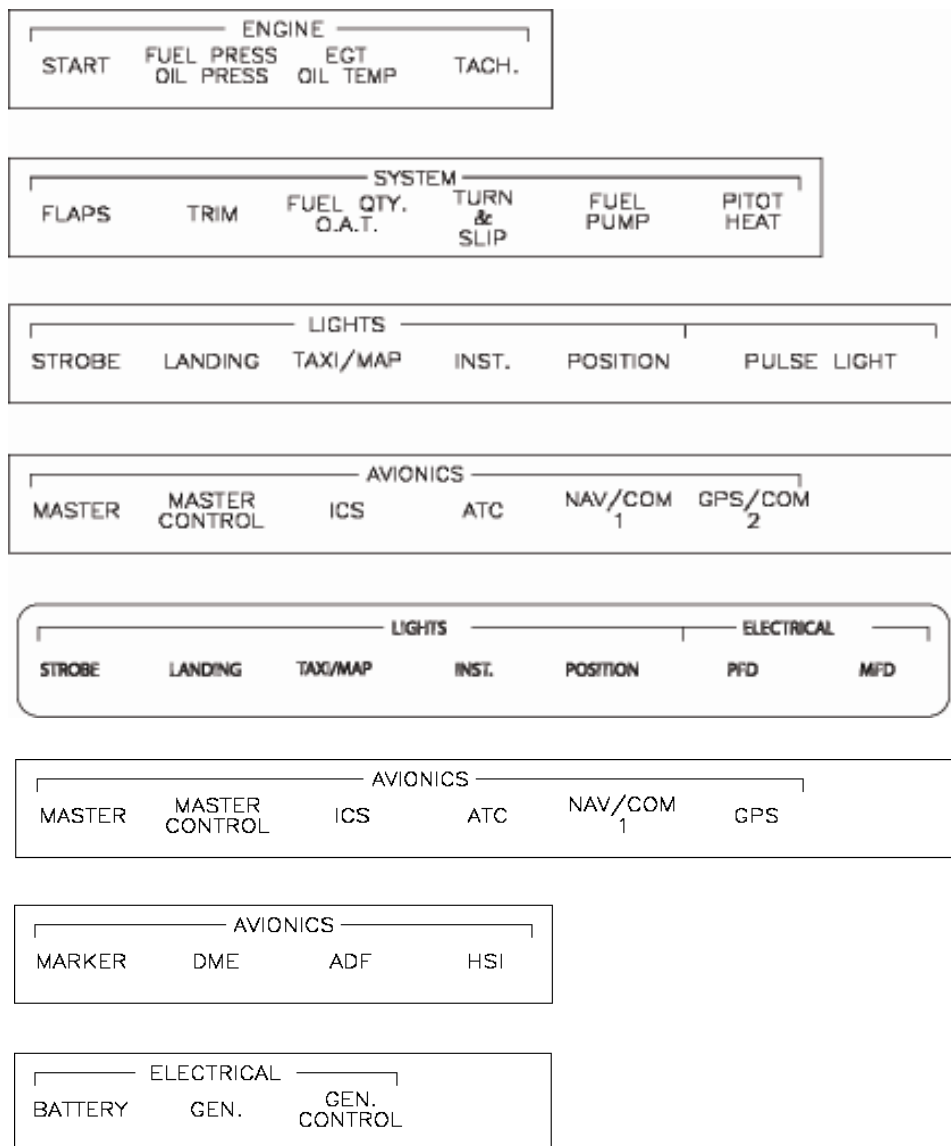 ENGINE
START FUEL PRESS EGT TACH.
OIL PRESS OIL TEMP
SYSTEM
FLAPS TRIM FUEL QTY. TURN FUEL PITOT
O.A.T. & PUMP HEAT
SLIP
LIGHTS
STROBE LANDING TAXI/MAP INST. POSITION PULSE LIGHT
AVIONICS
MASTER MASTER ICS ATC NAV/COM GPS/COM
CONTROL 1 2
LIGHTS ELECTRICAL
STROBE LANDING TAXI/MAP INST. POSITION PFD MFD
AVIONICS
MASTER MASTER ICS ATC NAV/COM GPS
CONTROL 1
AVIONICS
MARKER DME ADF HSI
ELECTRICAL
BATTERY GEN. GEN.
CONTROL